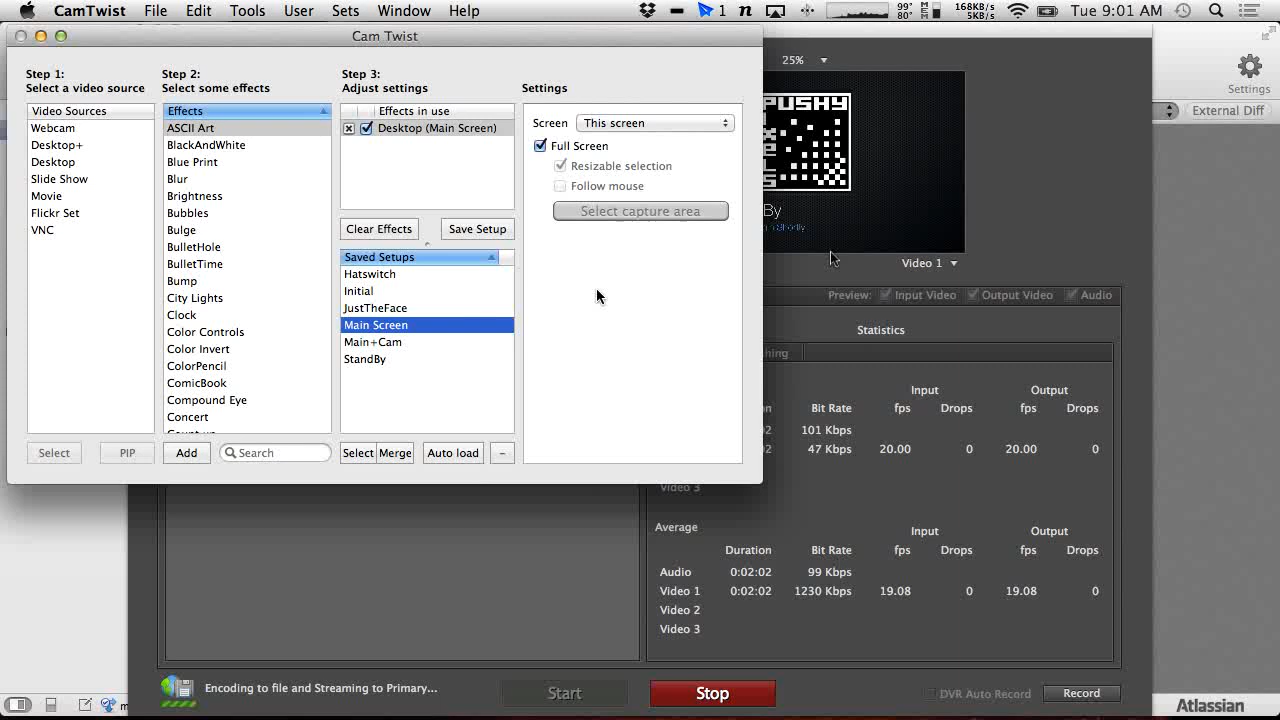 CamTwist File Edit Tools User Sets Window Help 1 99° 80° MEM 168KB/S 5KB/s Tue 9:01 AM
Cam Twist
Step 1:
Select a video source
Video Sources
Webcam
Desktop+
Desktop
Slide Show
Movie
Flickr Set
VNC
Select PIP
Step 2:
Select some effects
Effects
ASCII Art
BlackAndWhite
Blue Print
Blur
Brightness
Bubbles
Bulge
BulletHole
BulletTime
Bump
City Lights
Clock
Color Controls
Color Invert
ColorPencil
ComicBook
Compound Eye
Concert
Add Search
Step 3:
Adjust settings
Effects in use
Desktop (Main Screen)
Clear Effects Save Setup
Saved Setups
Hatswitch
Initial
JustTheFace
Main Screen
Main+Cam
StandBy
Select Merge Auto load –
Settings
Screen This screen
Full Screen
Resizable selection
Follow mouse
Select capture area
25%
PUSHY
By
Video 1
Settings
External Diff
Preview: Input Video Output Video Audio
Statistics
hing
Input Output
Bit Rate fps Drops fps Drops
02 101 Kbps
02 47 Kbps 20.00 0 20.00 0
Video 3
Average Input Output
Duration Bit Rate fps Drops fps Drops
Audio 0:02:02 99 Kbps
Video 1 0:02:02 1230 Kbps 19.08 0 19.08 0
Video 2
Video 3
Encoding to file and Streaming to Primary... Start Stop DVR Auto Record Record
Atlassian